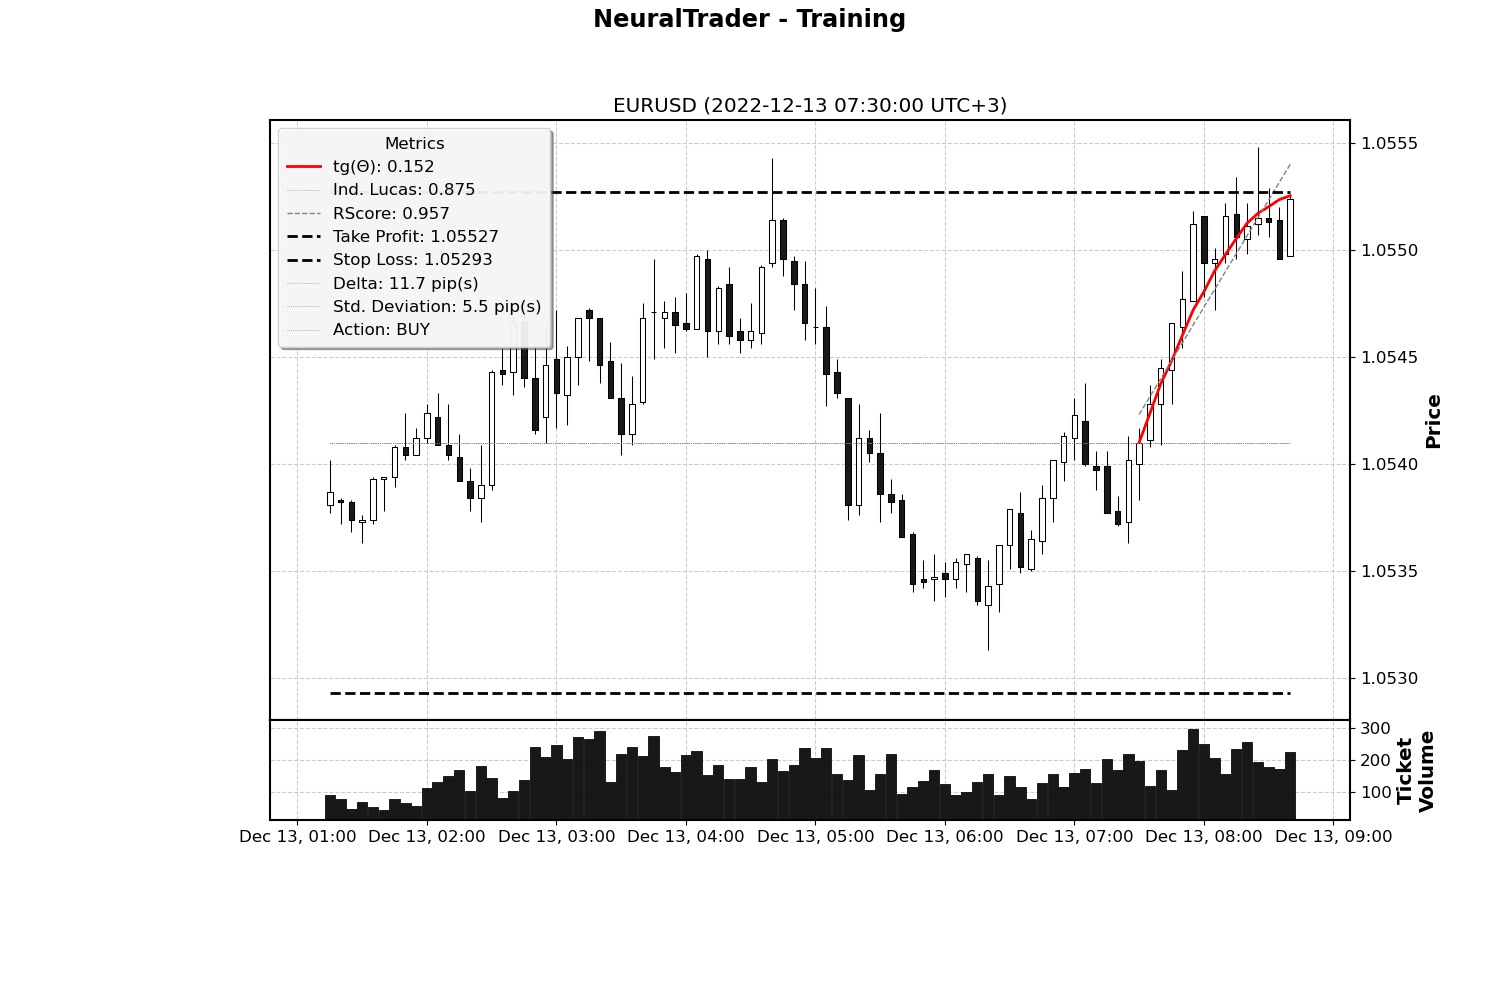 NeuralTrader - Training
EURUSD (2022-12-13 07:30:00 UTC+3)
Metrics
tg(Θ): 0.152
Ind. Lucas: 0.875
RScore: 0.957
Take Profit: 1.05527
Stop Loss: 1.05293
Delta: 11.7 pip(s)
Std. Deviation: 5.5 pip(s)
Action: BUY
1.0555
1.0550
1.0545
1.0540
1.0535
1.0530
Price
300
200
100
Ticket
Volume
Dec 13, 01:00 Dec 13, 02:00 Dec 13, 03:00 Dec 13, 04:00 Dec 13, 05:00 Dec 13, 06:00 Dec 13, 07:00 Dec 13, 08:00 Dec 13, 09:00